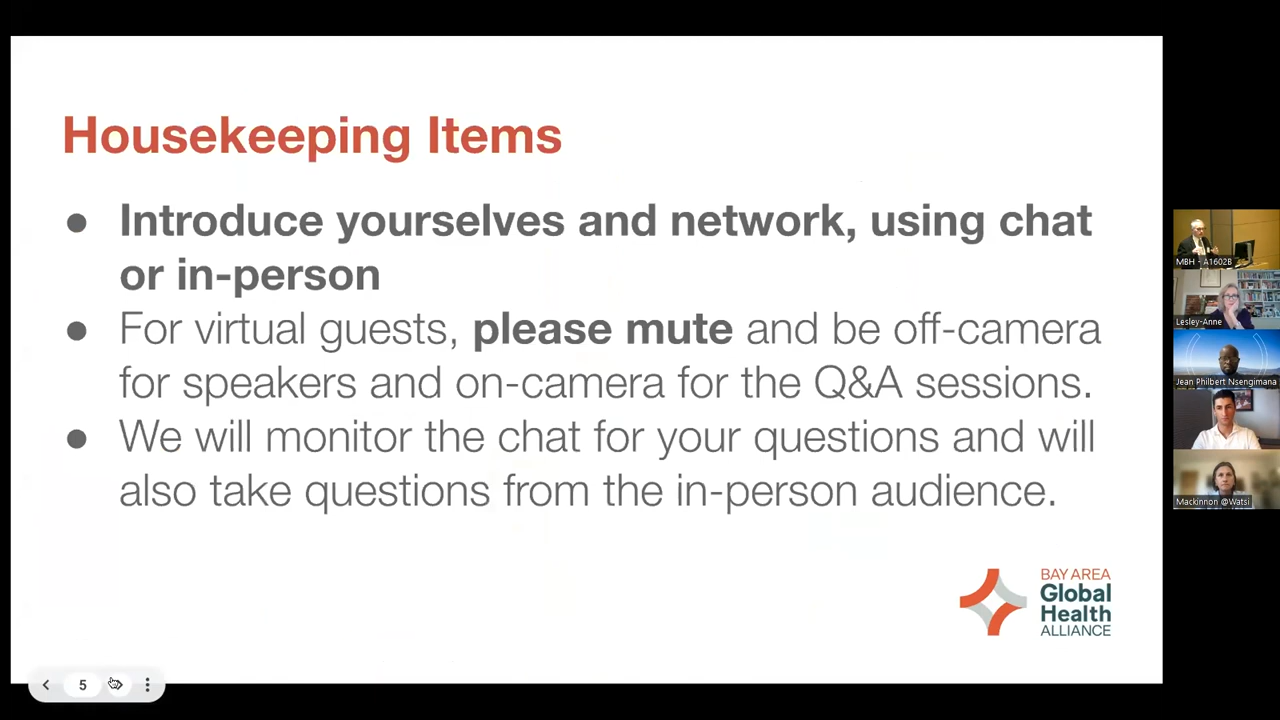 Housekeeping Items
● Introduce yourselves and network, using chat
or in-person
● For virtual guests, please mute and be off-camera
for speakers and on-camera for the Q&A sessions.
● We will monitor the chat for your questions and will
also take questions from the in-person audience.
BAY AREA
Global
Health
ALLIANCE
5
MBH - A1602B
Lesley-Anne
Jean Philbert Nsengimana
Mackinnon @Watsi